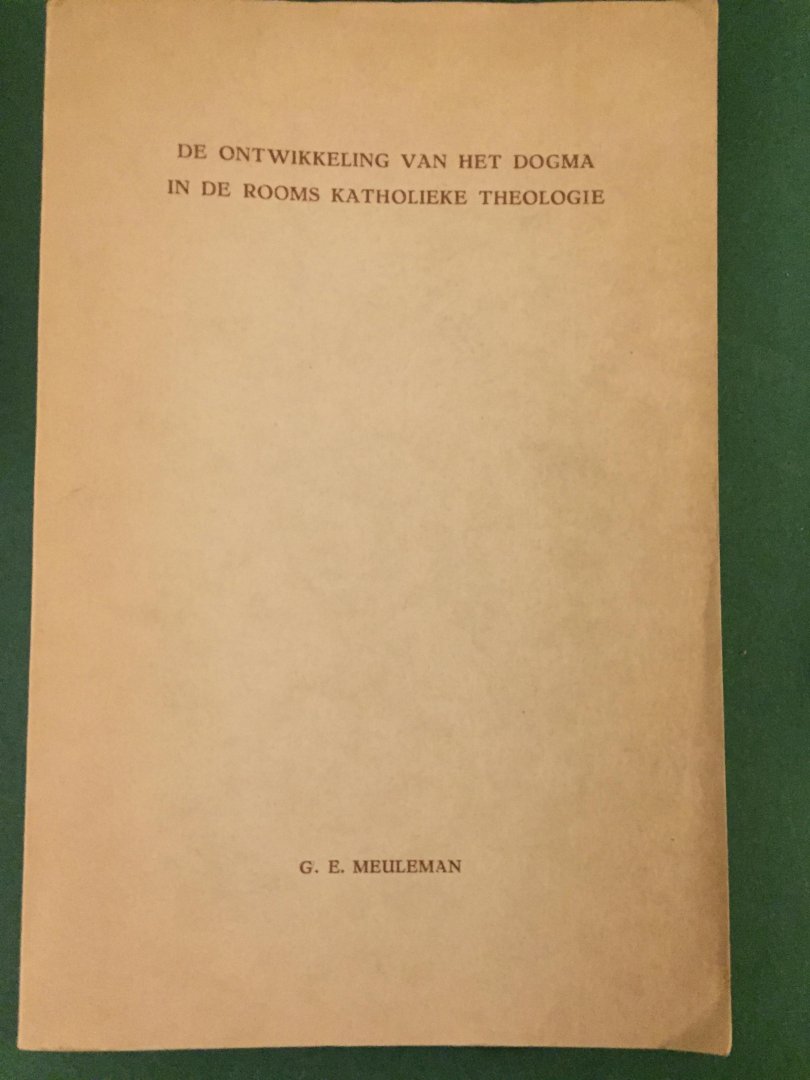 DE ONTWIKKELING VAN HET DOGMA
IN DE ROOMS KATHOLIEKE THEOLOGIE
G. E. MEULEMAN